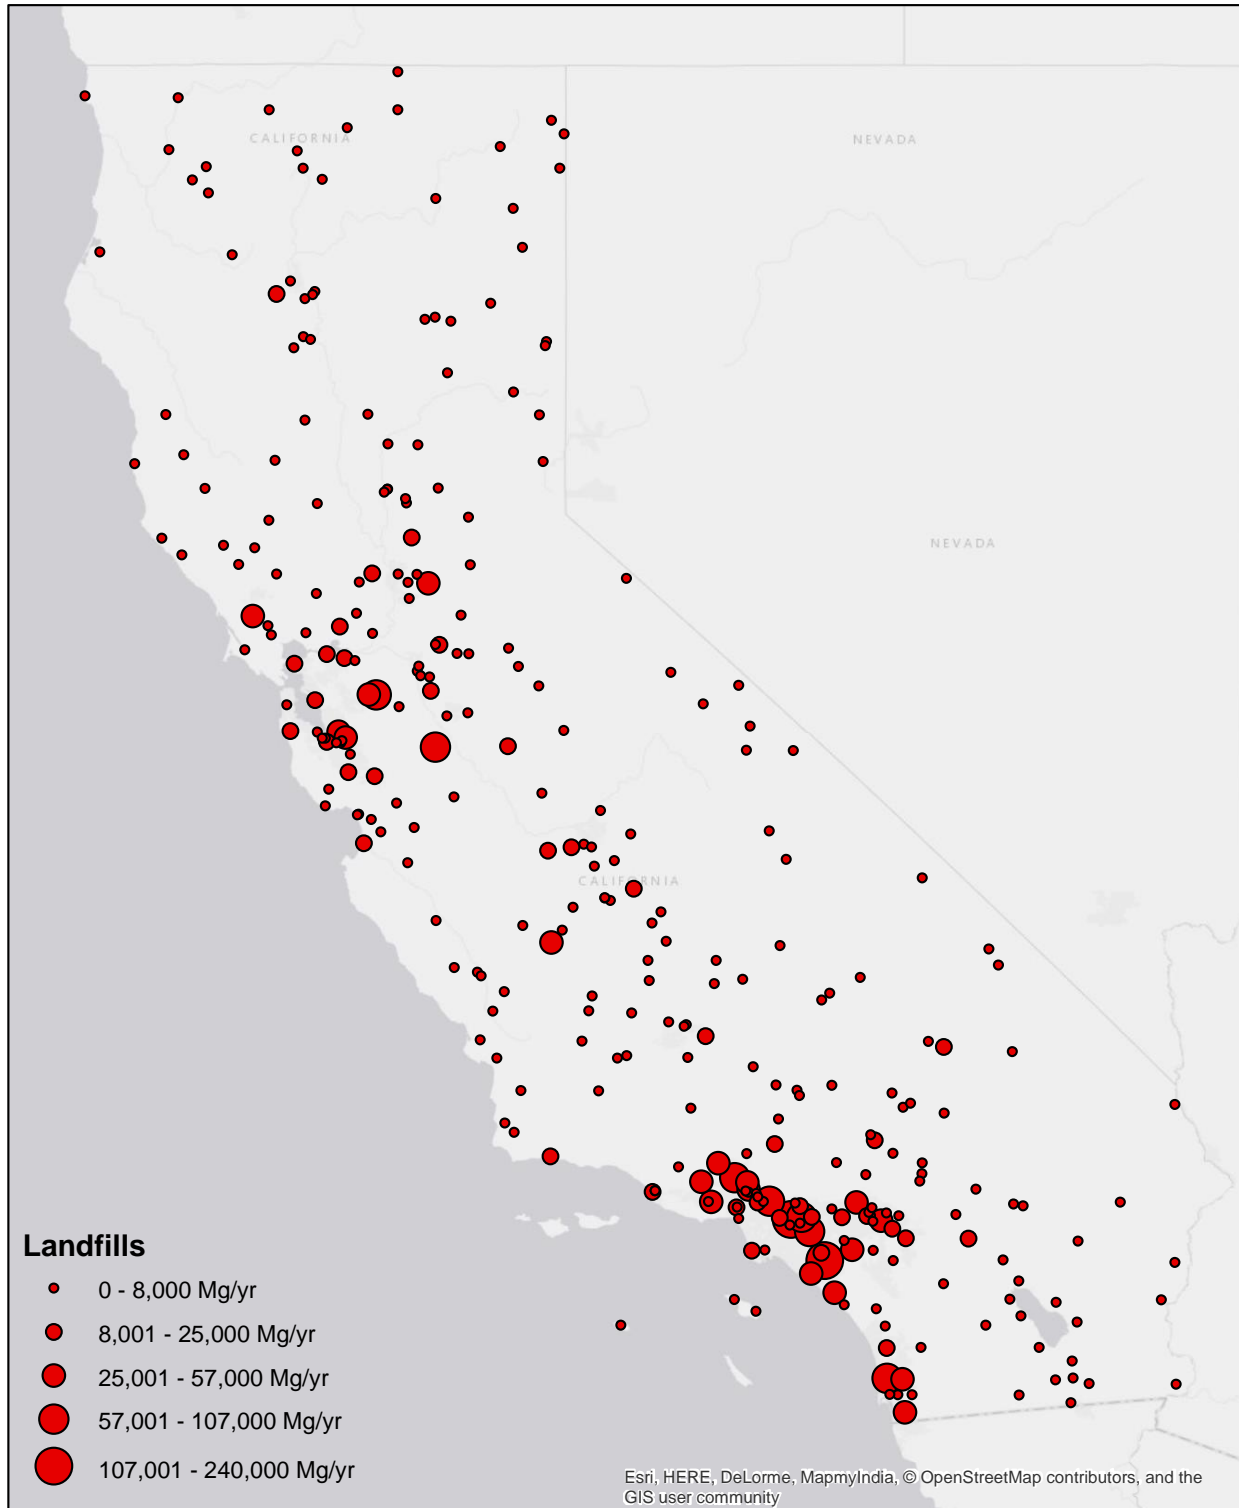 CALIFORNIA
NEVADA
NEVADA
CALIFORNIA
Landfills
0 - 8,000 Mg/yr
8,001 - 25,000 Mg/yr
25,001 - 57,000 Mg/yr
57,001 - 107,000 Mg/yr
107,001 - 240,000 Mg/yr
Esri, HERE, DeLorme, MapmyIndia, © OpenStreetMap contributors, and the
GIS user community